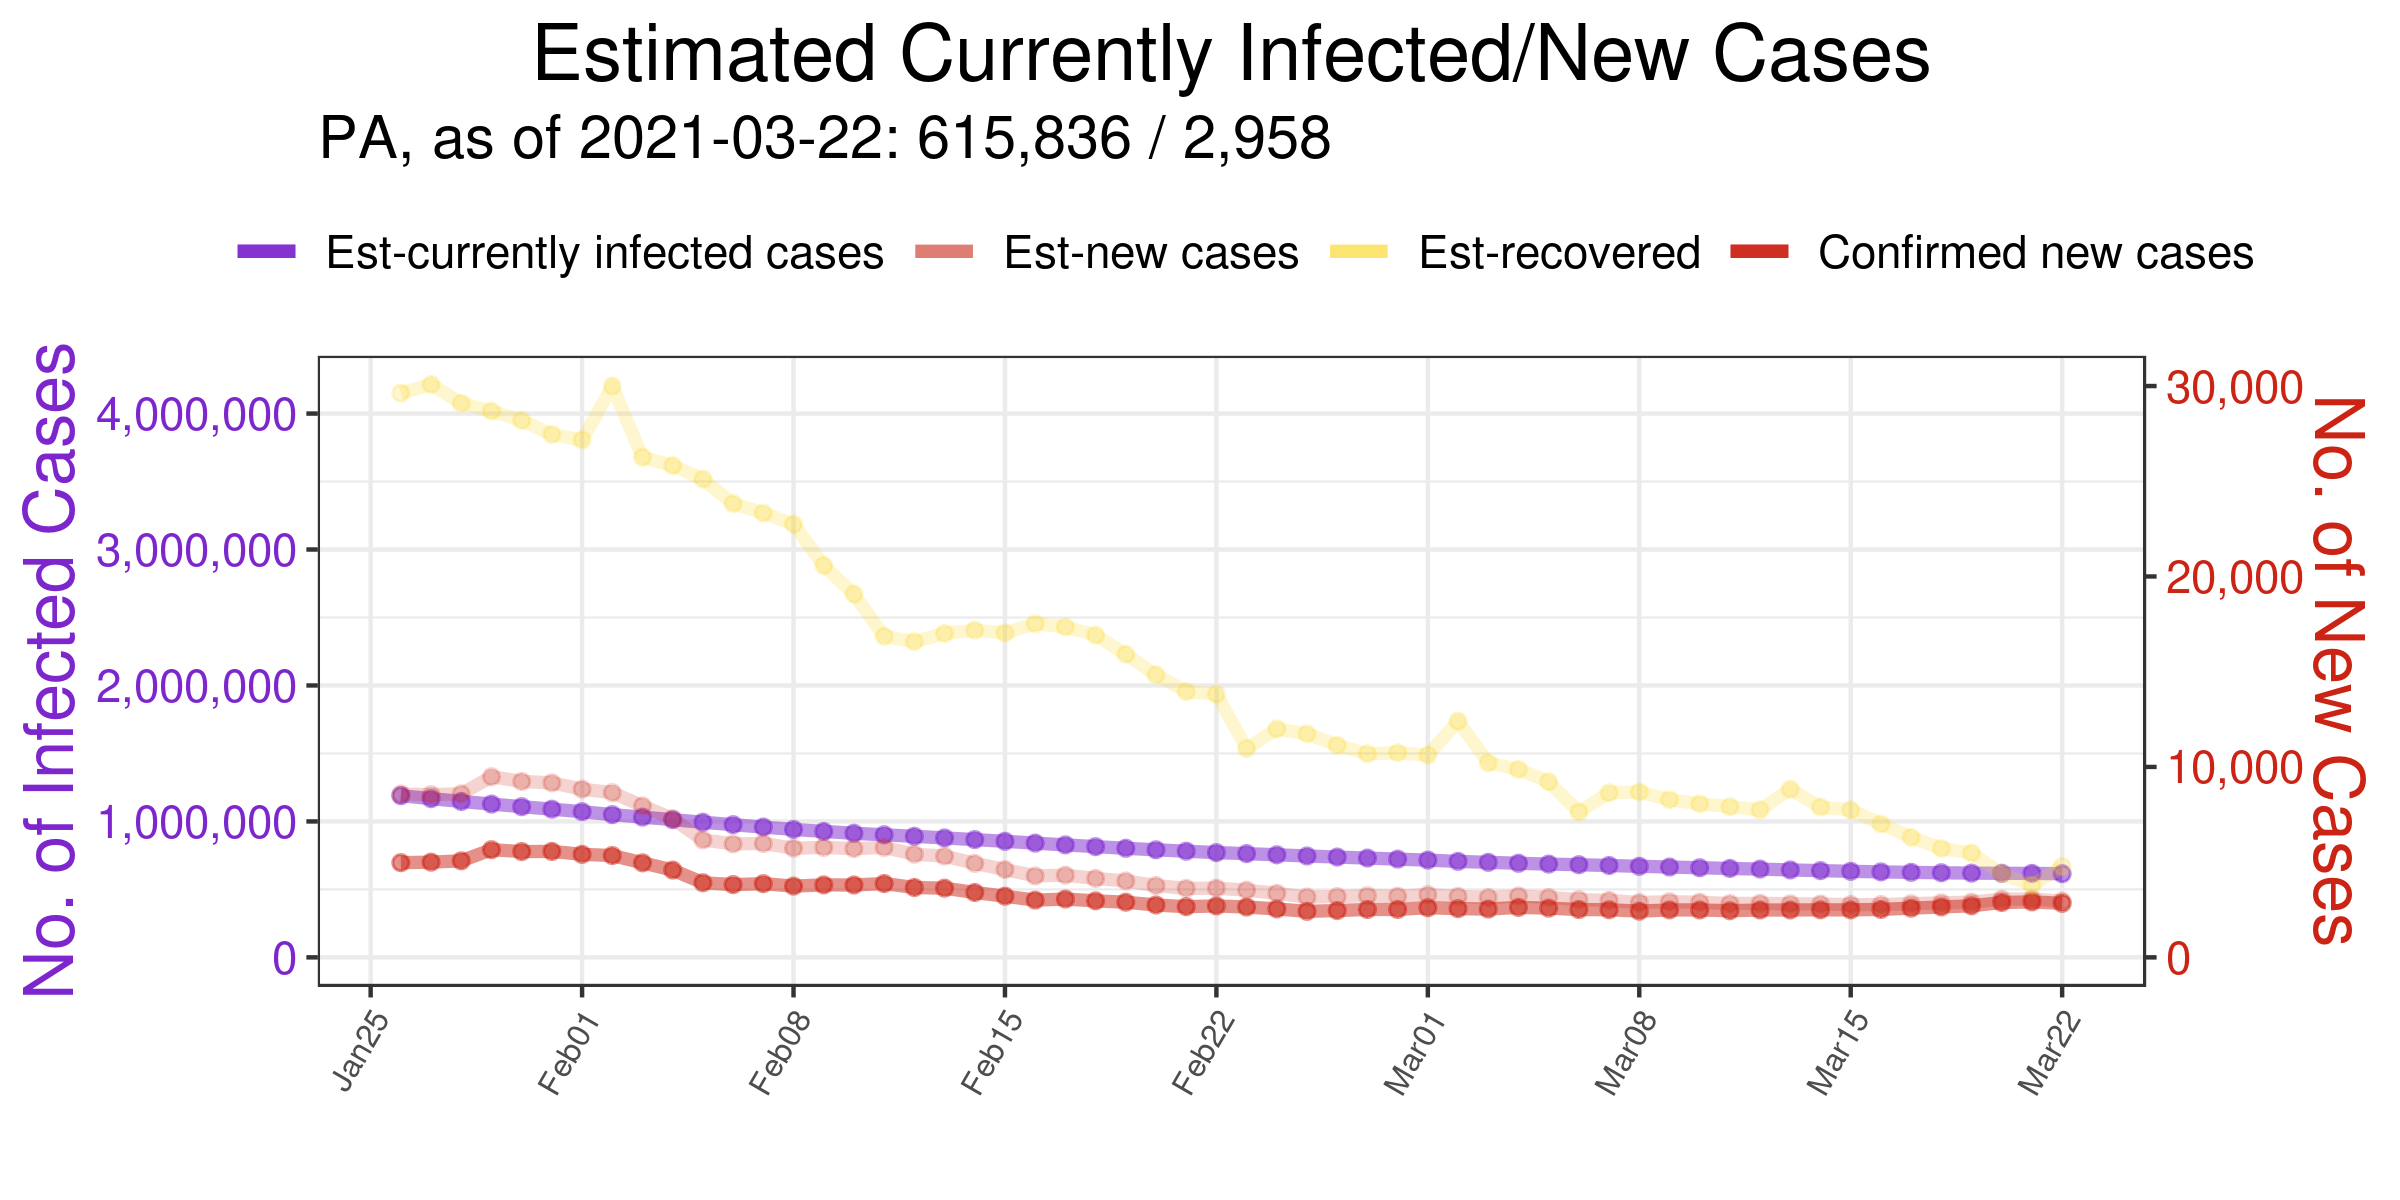 Estimated Currently Infected/New Cases
PA, as of 2021-03-22: 615,836 / 2,958
Est-currently infected cases Est-new cases Est-recovered Confirmed new cases
No. of Infected Cases
4,000,000
3,000,000
2,000,000
1,000,000
0
30,000
20,000
10,000
0
No. of New Cases
Jan25 Feb01 Feb08 Feb15 Feb22 Mar01 Mar08 Mar15 Mar22